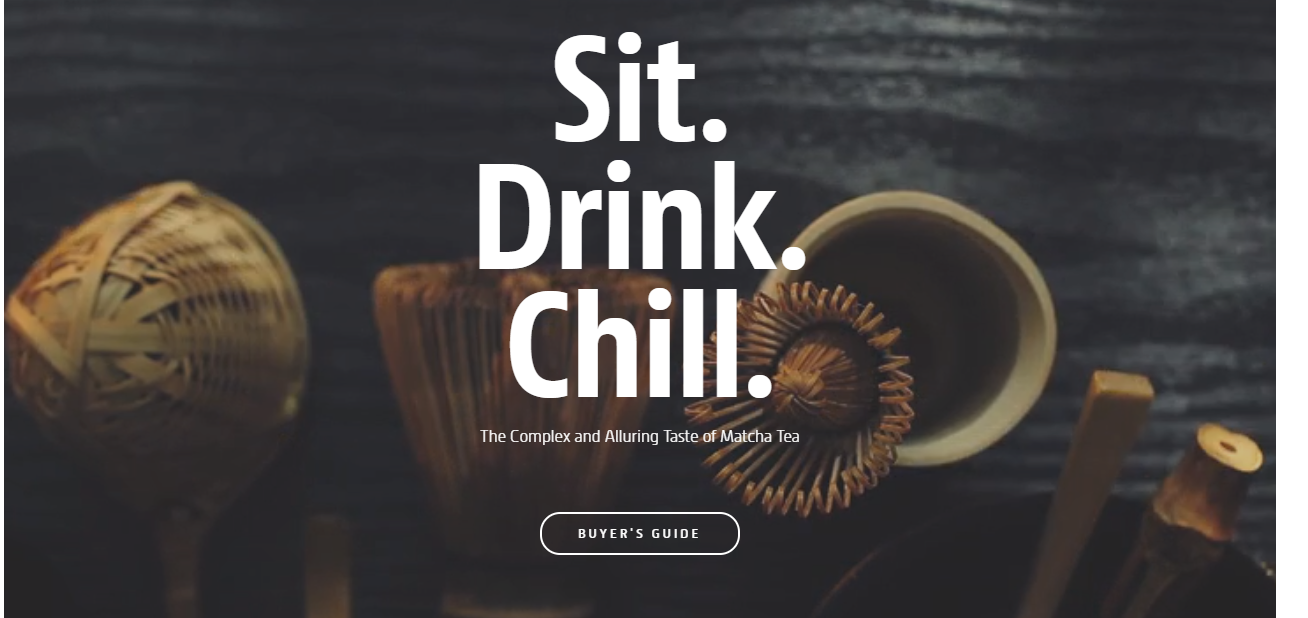 Sit.
Drink.
Chill.
The Complex and Alluring Taste of Matcha Tea
BUYER'S GUIDE